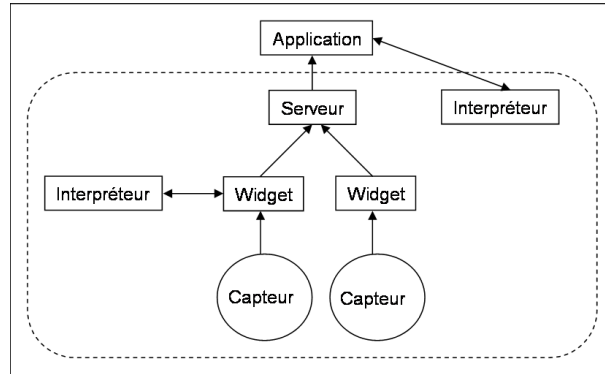 Application
Serveur
Interpréteur
Interpréteur
Widget
Widget
Capteur
Capteur